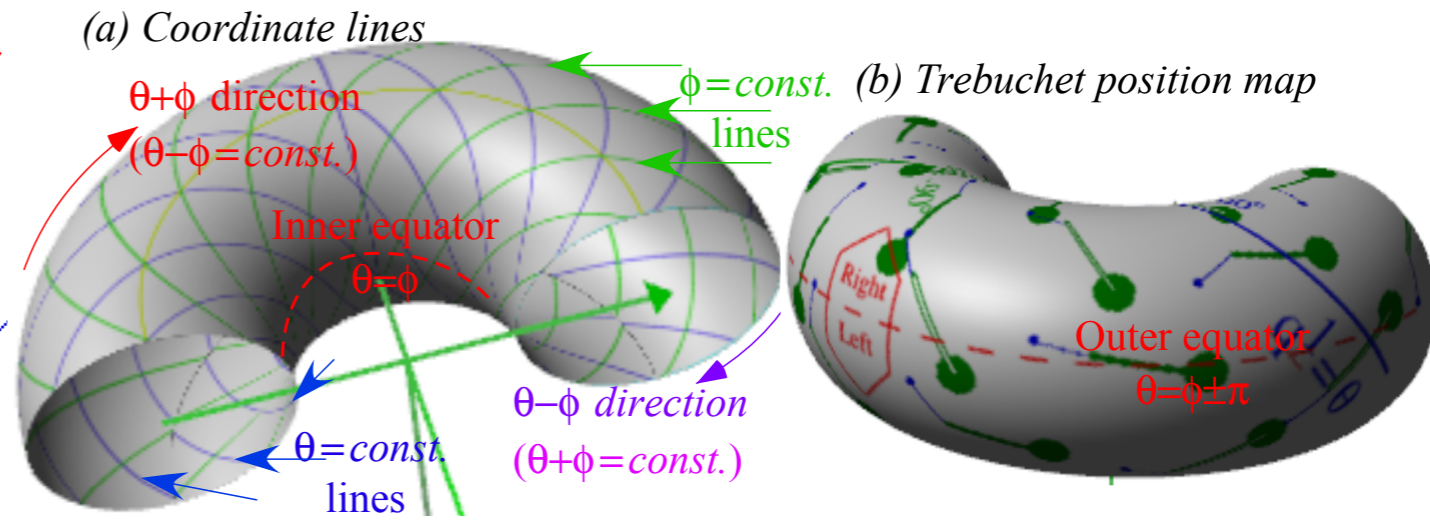 (a) Coordinate lines
θ+φ direction
(θ−φ=const.)
φ=const.
lines
Inner equator
θ=φ
θ=const.
lines
θ−φ direction
(θ+φ=const.)
(b) Trebuchet position map
Right
Left
Outer equator
θ=φ±π